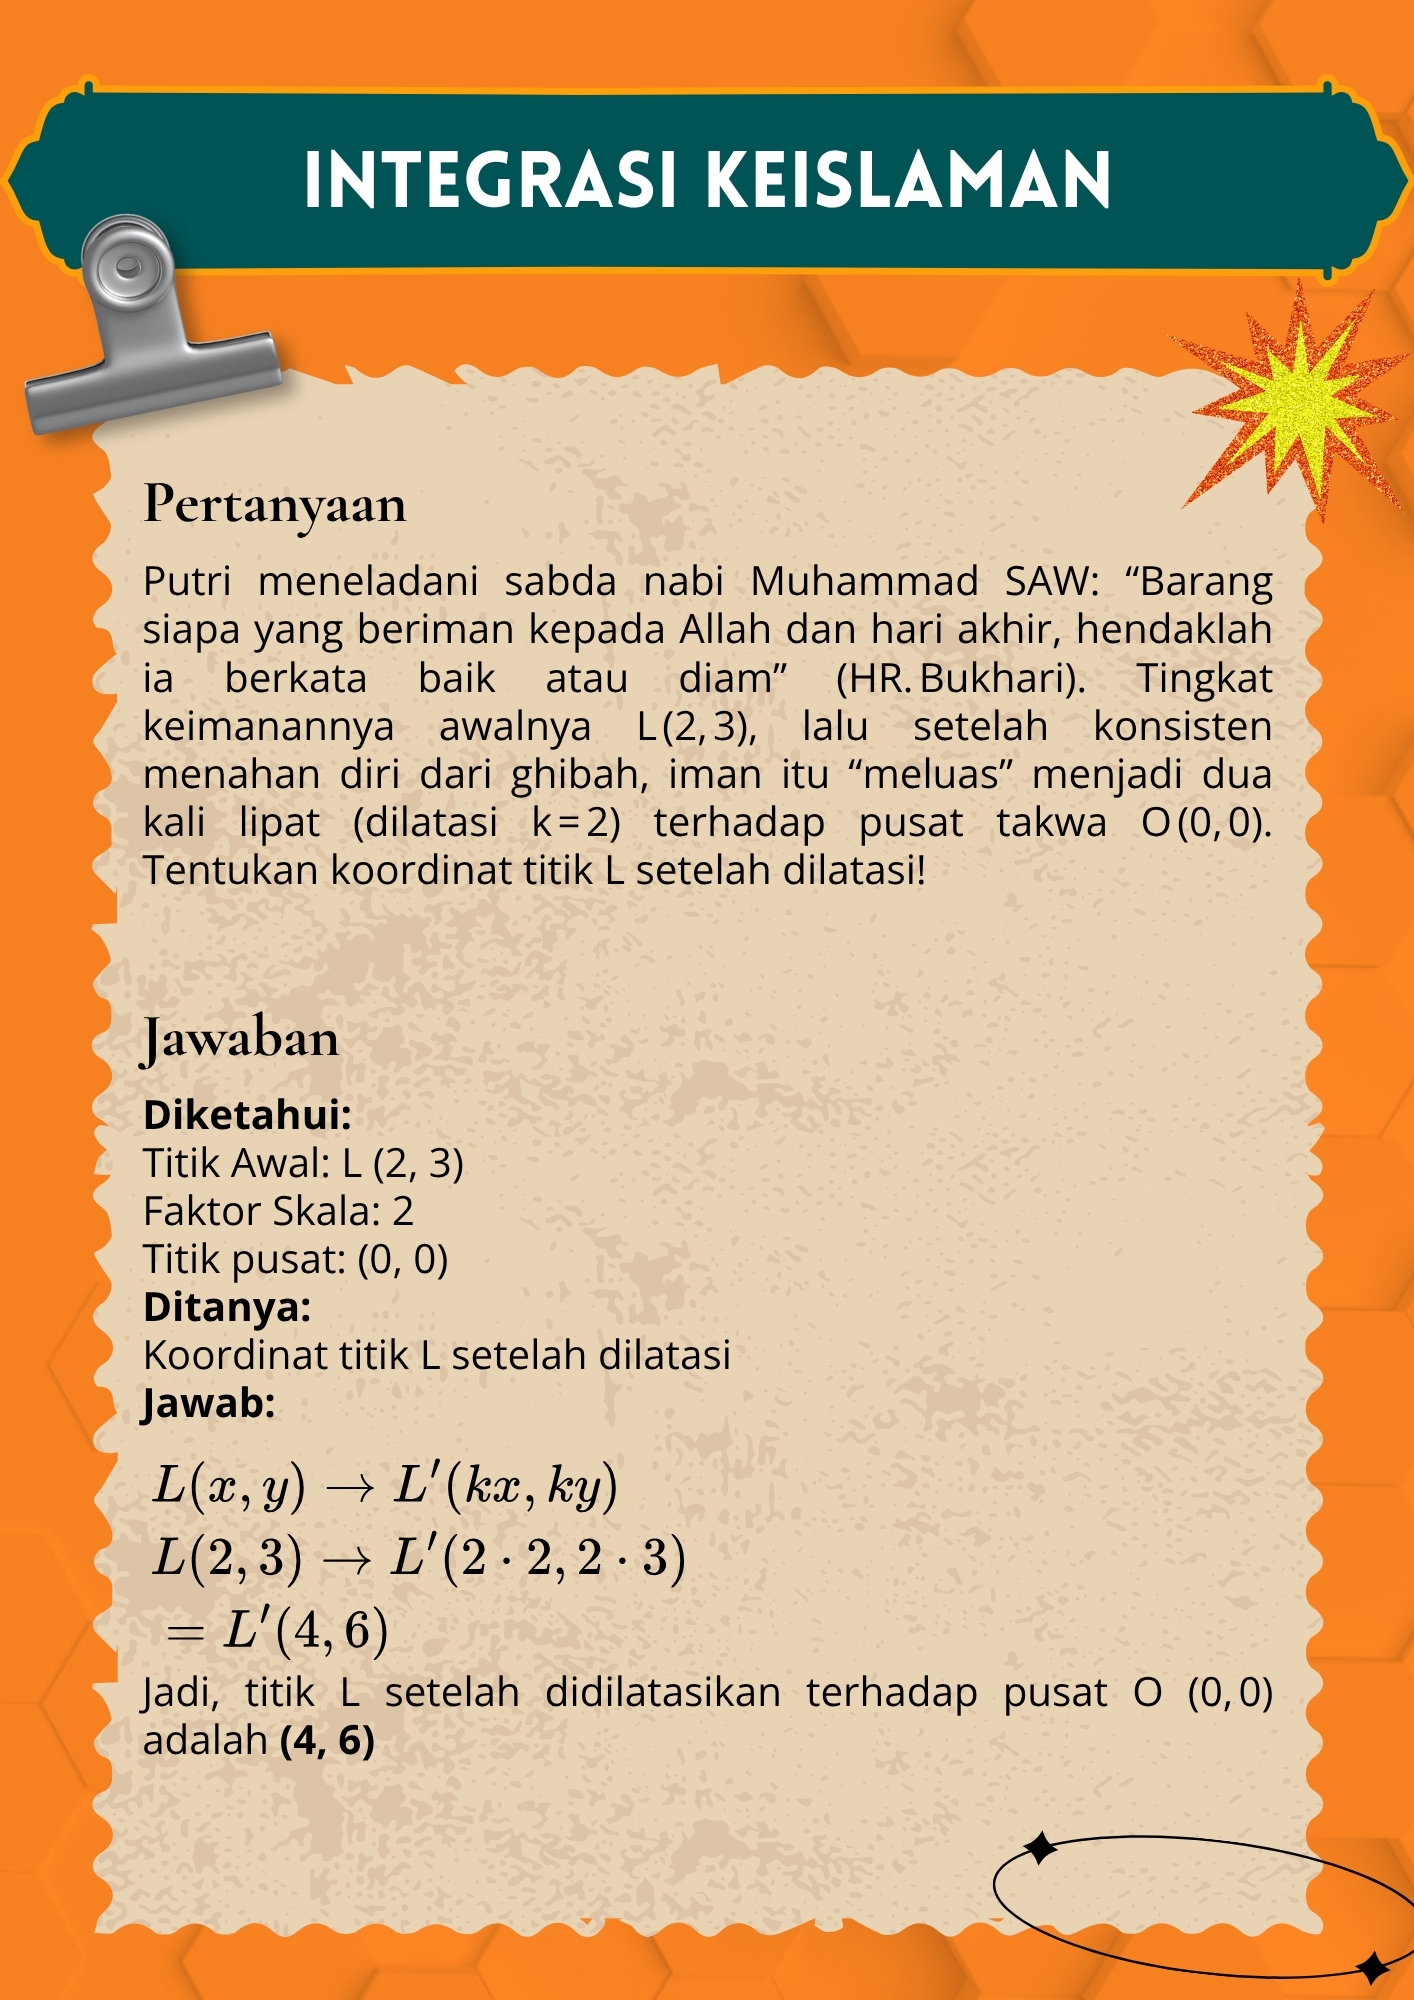 INTEGRASI KEISLAMAN
Pertanyaan
Putri meneladani sabda nabi Muhammad SAW: “Barang
siapa yang beriman kepada Allah dan hari akhir, hendaklah
ia berkata baik atau diam” (HR. Bukhari). Tingkat
keimanannya awalnya L (2, 3), lalu setelah konsisten
menahan diri dari ghibah, iman itu “meluas” menjadi dua
kali lipat (dilatasi k = 2) terhadap pusat takwa O (0, 0).
Tentukan koordinat titik L setelah dilatasi!
Jawaban
Diketahui:
Titik Awal: L (2, 3)
Faktor Skala: 2
Titik pusat: (0, 0)
Ditanya:
Koordinat titik L setelah dilatasi
Jawab:
L(x, y) → L′(kx, ky)
L(2, 3) → L′(2 · 2, 2 · 3)
= L′(4, 6)
Jadi, titik L setelah didilatasikan terhadap pusat O (0, 0)
adalah (4, 6)